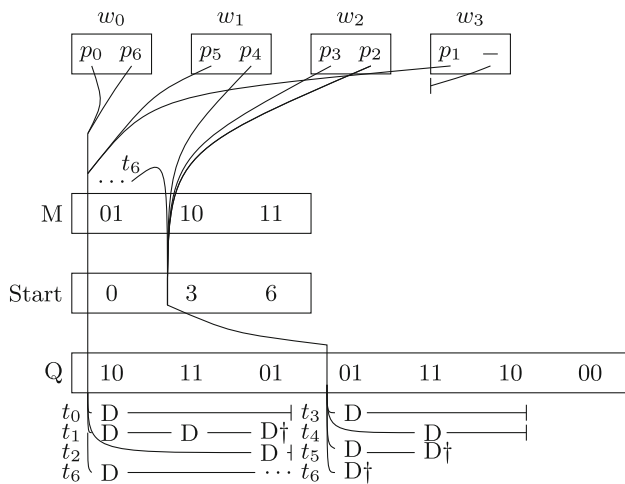 w₀ w₁ w₂ w₃
p₀ p₆ p₅ p₄ p₃ p₂ p₁ −
t₆
···
M 01 10 11
Start 0 3 6
Q 10 11 01 01 11 10 00
t₀ D t₃ D
t₁ D D D† t₄ D
t₂ D t₅ D D†
t₆ D ··· t₆ D†